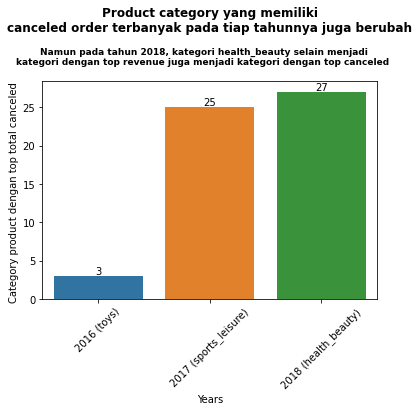 Product category yang memiliki
canceled order terbanyak pada tiap tahunnya juga berubah
Namun pada tahun 2018, kategori health_beauty selain menjadi
kategori dengan top revenue juga menjadi kategori dengan top canceled
Category product dengan top total canceled
25
20
15
10
5
0
3
25
27
2016 (toys)
2017 (sports_leisure)
2018 (health_beauty)
Years